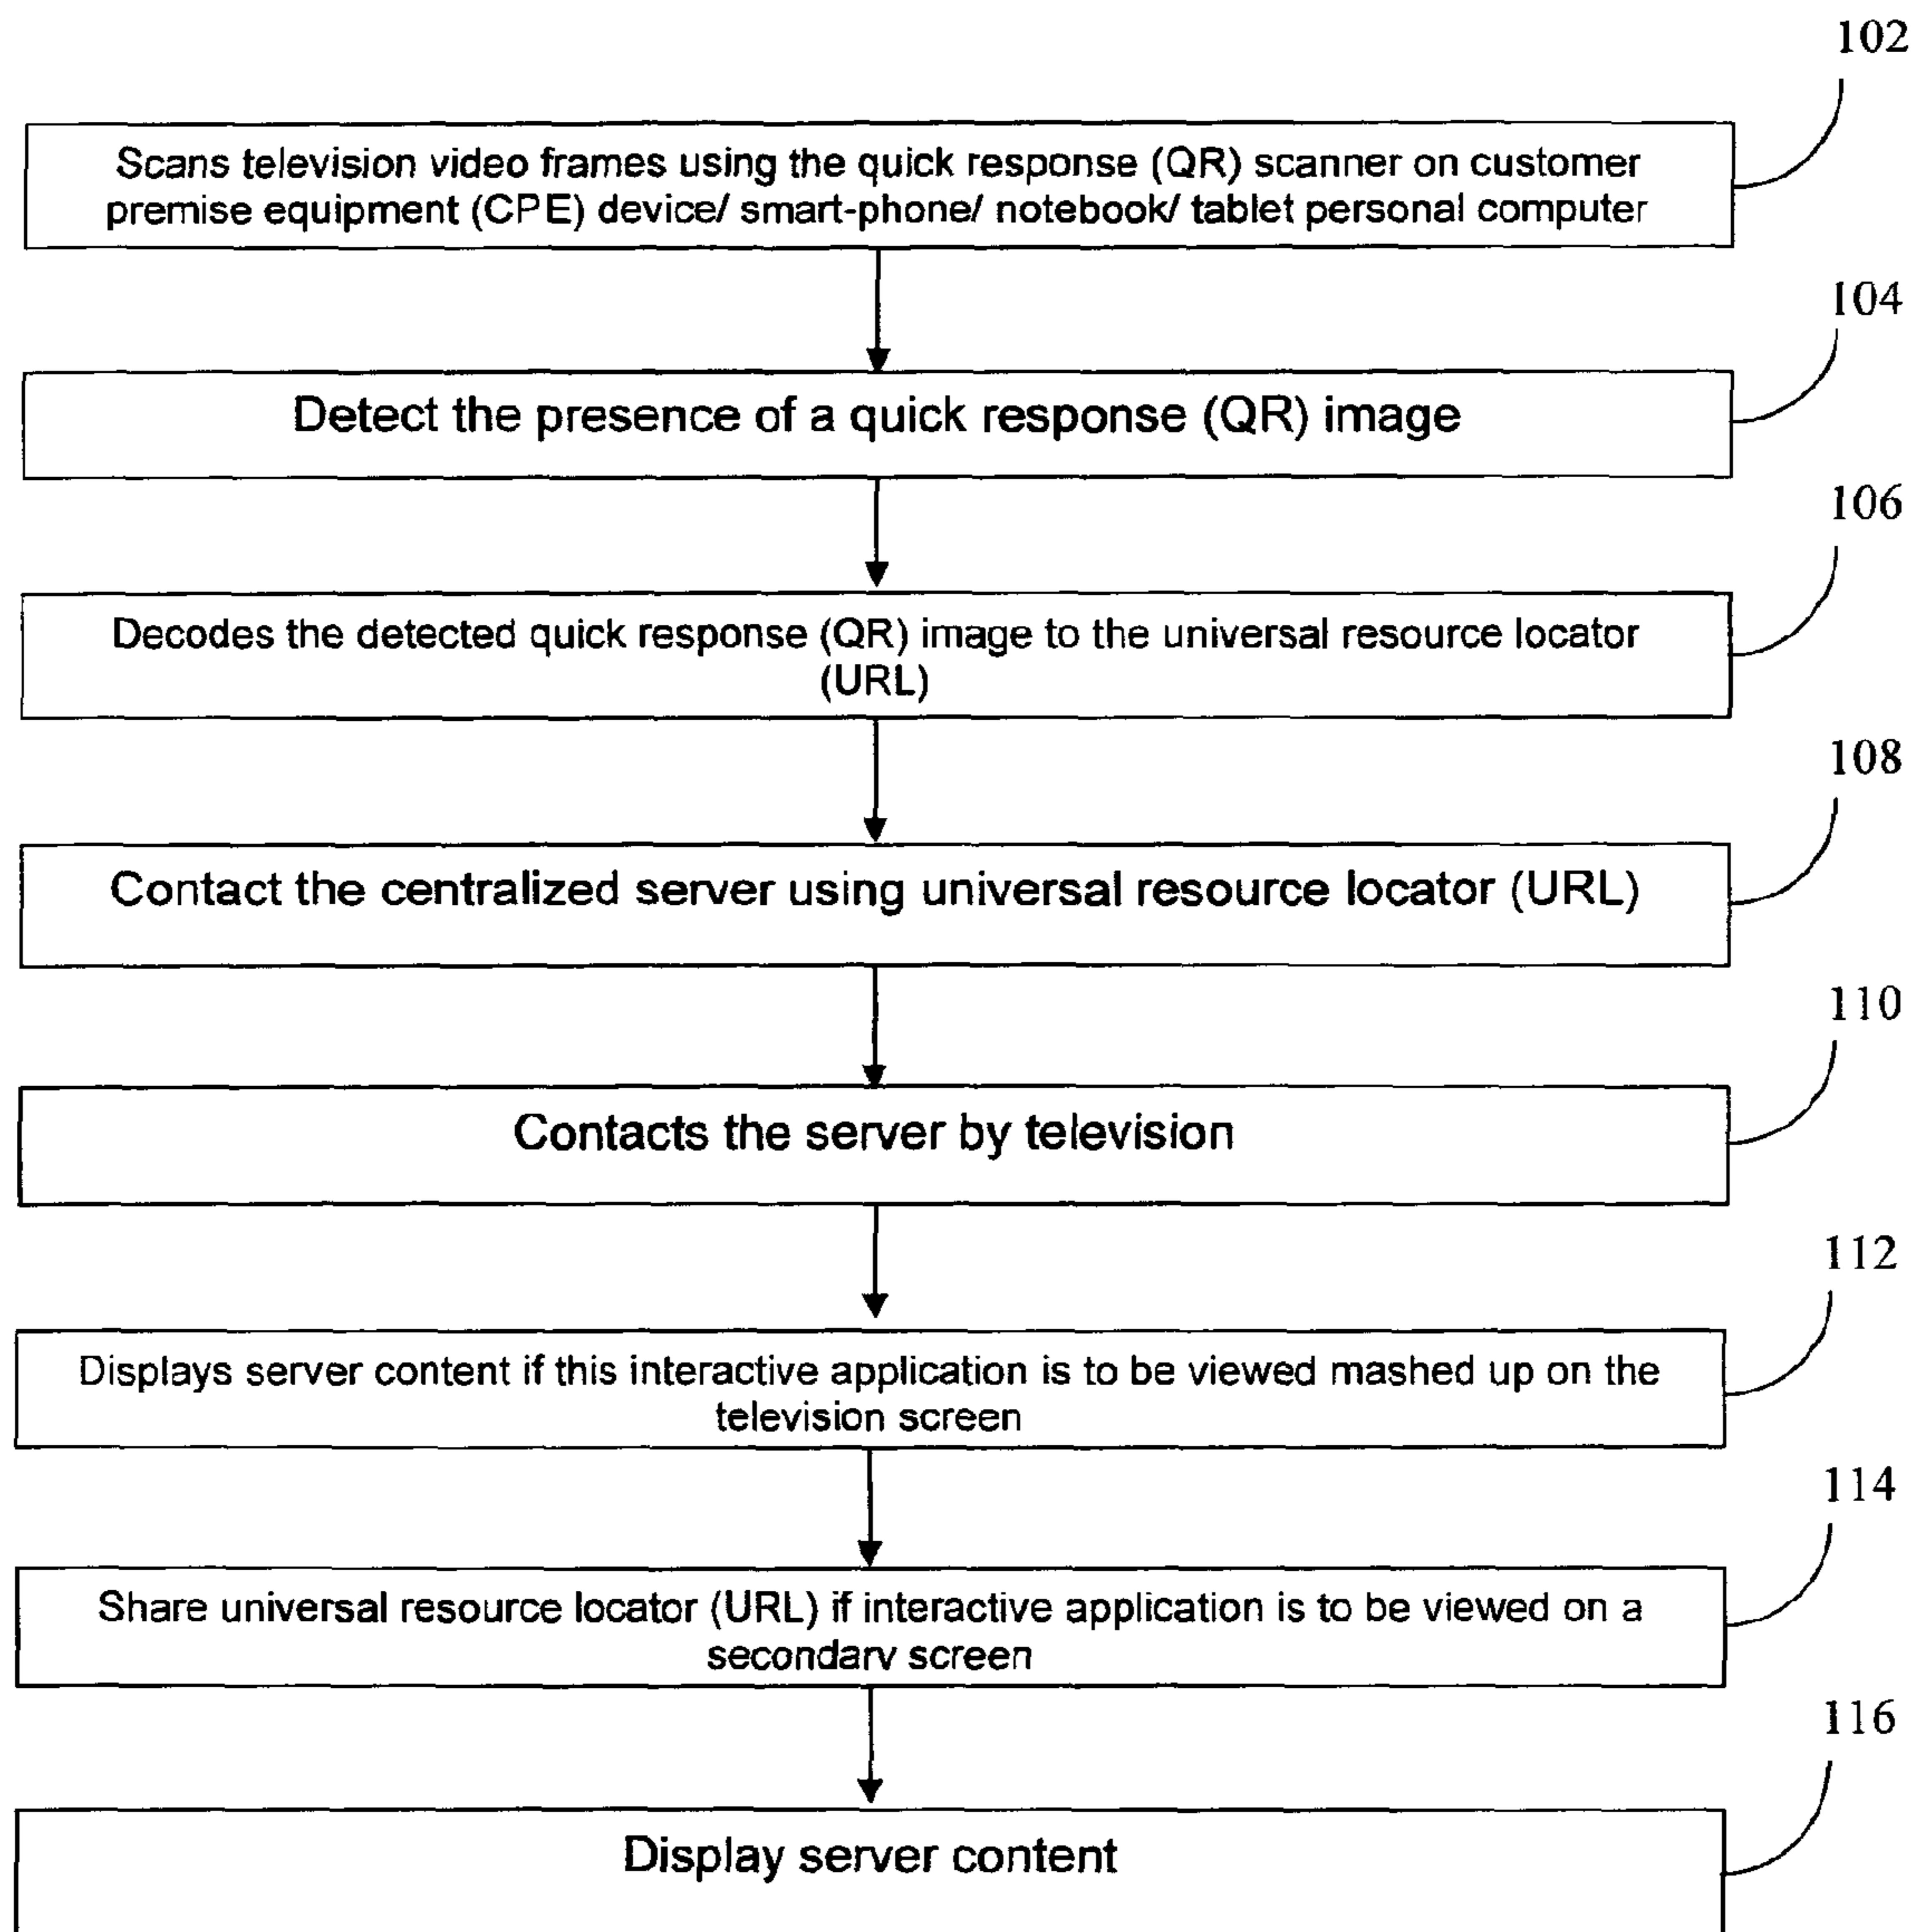 102
Scans television video frames using the quick response (QR) scanner on customer
premise equipment (CPE) device/ smart-phone/ notebook/ tablet personal computer
104
Detect the presence of a quick response (QR) image
106
Decodes the detected quick response (QR) image to the universal resource locator
(URL)
108
Contact the centralized server using universal resource locator (URL)
110
Contacts the server by television
112
Displays server content if this interactive application is to be viewed mashed up on the
television screen
114
Share universal resource locator (URL) if interactive application is to be viewed on a
secondary screen
116
Display server content